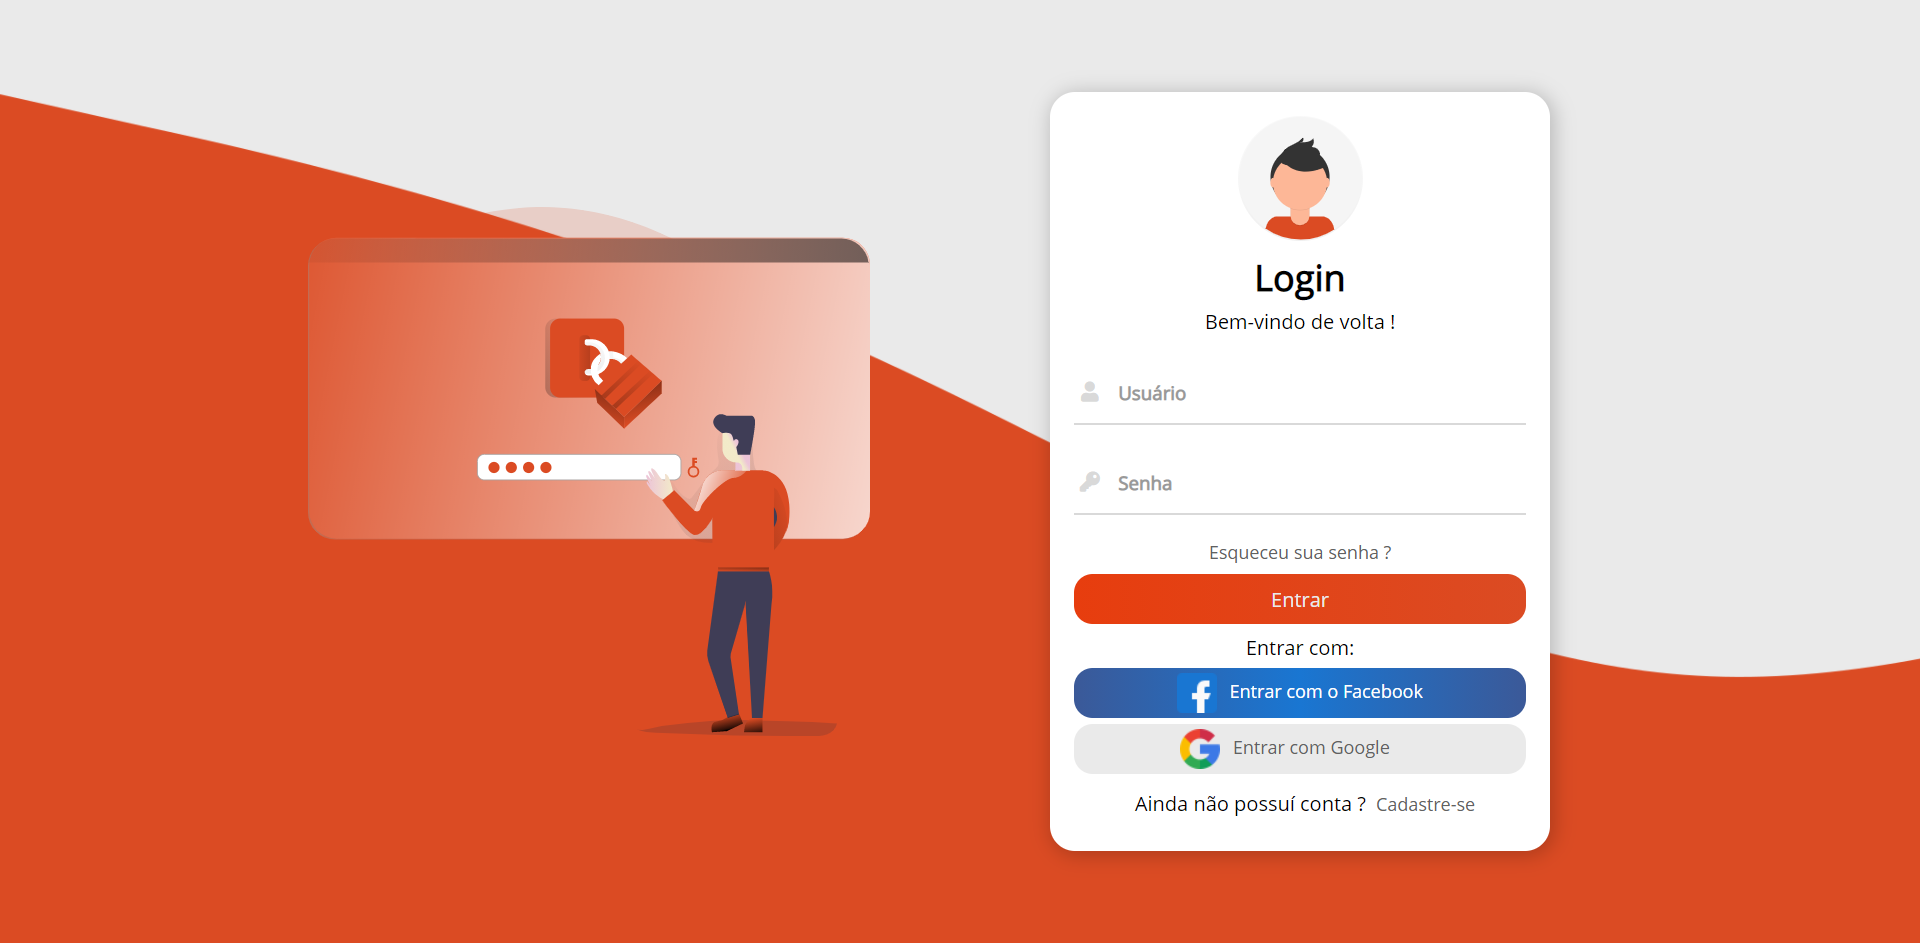 Login
Bem-vindo de volta !
Usuário
Senha
Esqueceu sua senha ?
Entrar
Entrar com:
Entrar com o Facebook
Entrar com Google
Ainda não possuí conta ? Cadastre-se